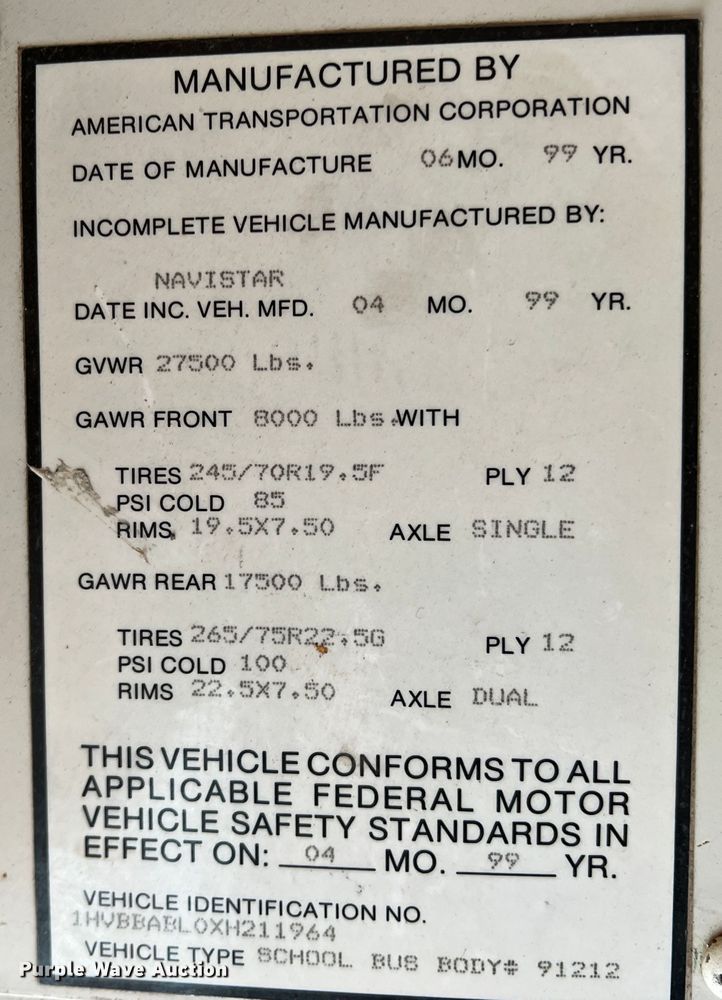 MANUFACTURED BY
AMERICAN TRANSPORTATION CORPORATION
DATE OF MANUFACTURE 06 MO. 99 YR.
INCOMPLETE VEHICLE MANUFACTURED BY:
NAVISTAR
DATE INC. VEH. MFD. 04 MO. 99 YR.
GVWR 27500 Lbs.
GAWR FRONT 8000 Lbs. WITH
TIRES 245/70R19.5F PLY 12
PSI COLD 85
RIMS 19.5X7.50 AXLE SINGLE
GAWR REAR 17500 Lbs.
TIRES 265/75R22.5G PLY 12
PSI COLD 100
RIMS 22.5X7.50 AXLE DUAL
THIS VEHICLE CONFORMS TO ALL
APPLICABLE FEDERAL MOTOR
VEHICLE SAFETY STANDARDS IN
EFFECT ON: 04 MO. 99 YR.
VEHICLE IDENTIFICATION NO.
1HVBBABL0XH211964
VEHICLE TYPE SCHOOL BUS BODY# 91212
Purple Wave Auction